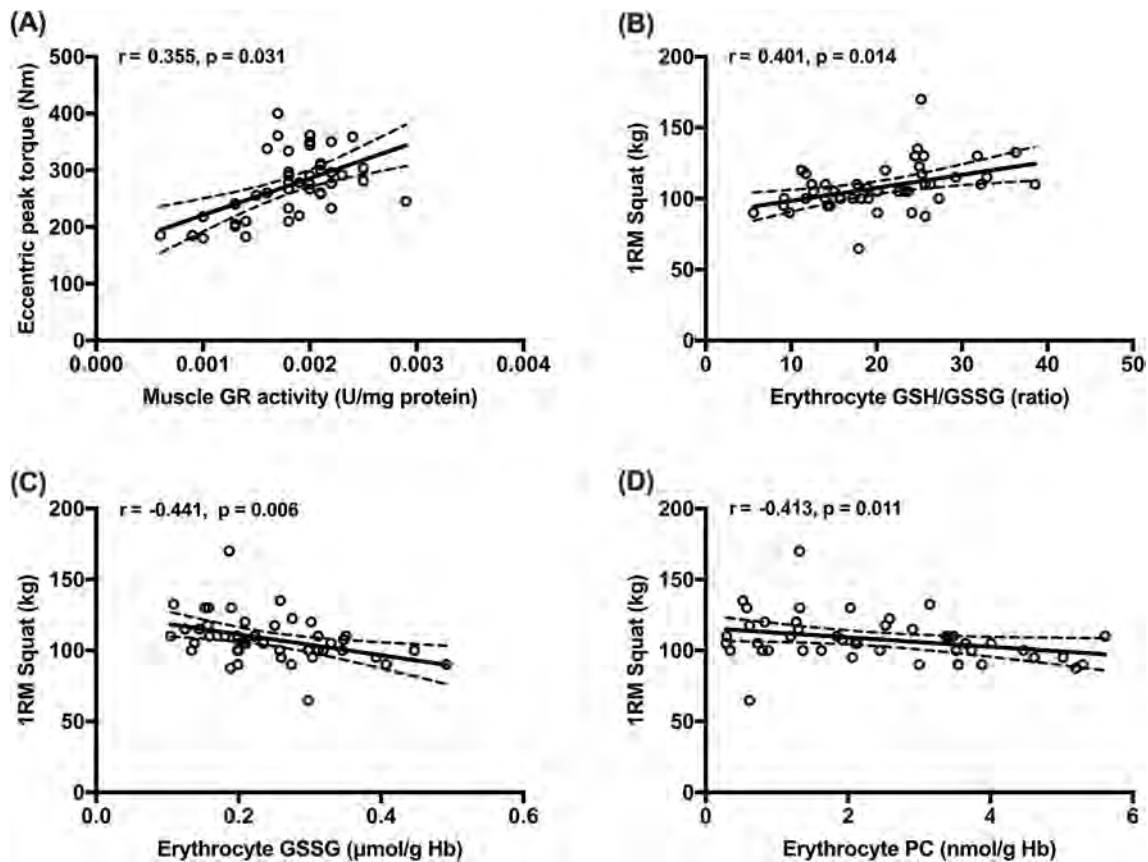 (A)
r = 0.355, p = 0.031
Eccentric peak torque (Nm)
500
400
300
200
100
0
0.000 0.001 0.002 0.003 0.004
Muscle GR activity (U/mg protein)
(B)
r = 0.401, p = 0.014
1RM Squat (kg)
200
150
100
50
0
0 10 20 30 40 50
Erythrocyte GSH/GSSG (ratio)
(C)
r = -0.441, p = 0.006
1RM Squat (kg)
200
150
100
50
0
0.0 0.2 0.4 0.6
Erythrocyte GSSG (μmol/g Hb)
(D)
r = -0.413, p = 0.011
1RM Squat (kg)
200
150
100
50
0
0 2 4 6
Erythrocyte PC (nmol/g Hb)